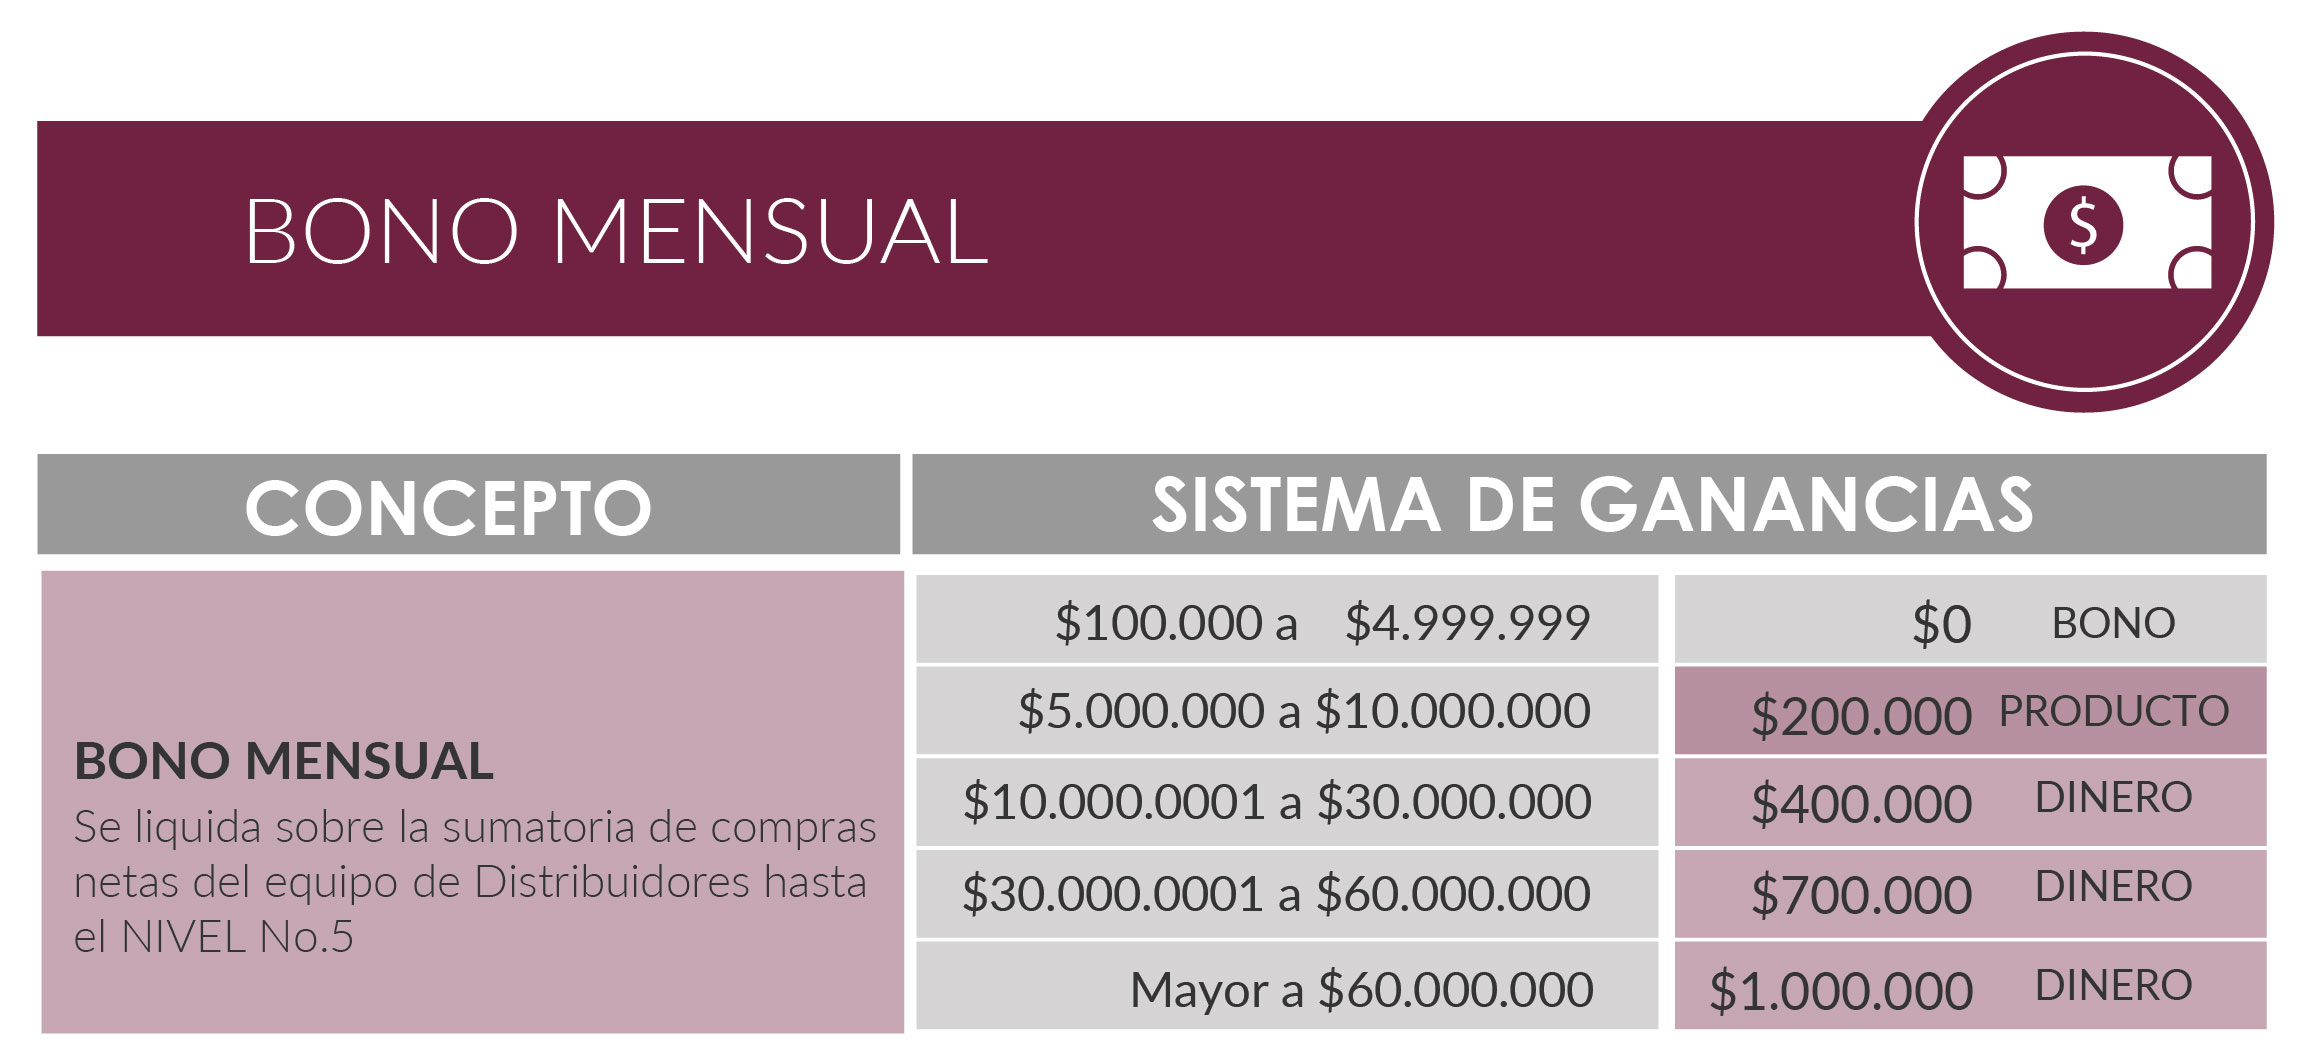 BONO MENSUAL
$
CONCEPTO
SISTEMA DE GANANCIAS
BONO MENSUAL
Se liquida sobre la sumatoria de compras
netas del equipo de Distribuidores hasta
el NIVEL No.5
$100.000 a $4.999.999 $0 BONO
$5.000.000 a $10.000.000 $200.000 PRODUCTO
$10.000.0001 a $30.000.000 $400.000 DINERO
$30.000.0001 a $60.000.000 $700.000 DINERO
Mayor a $60.000.000 $1.000.000 DINERO